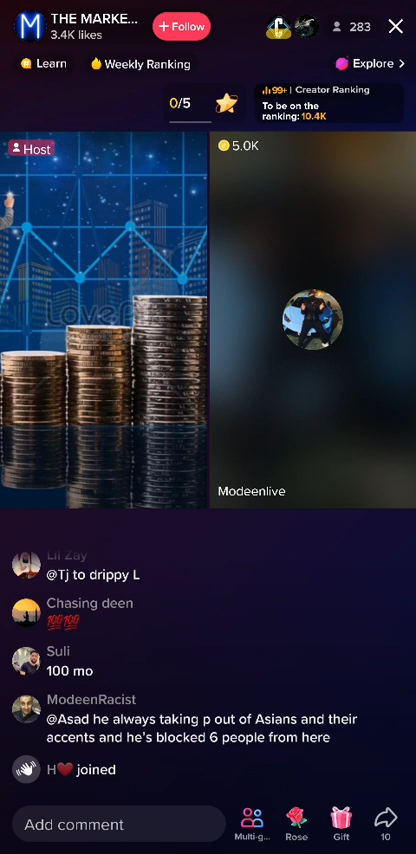 THE MARKE...
3.4K likes
+ Follow
283
Learn
Weekly Ranking
Explore >
0/5
99+ | Creator Ranking
To be on the
ranking: 10.4K
Host
5.0K
Modeenlive
Lil Zay
@Tj to drippy L
Chasing deen
💯💯
Suli
100 mo
ModeenRacist
@Asad he always taking p out of Asians and their
accents and he's blocked 6 people from here
H❤️ joined
Add comment
Multi-g...
Rose
Gift
10